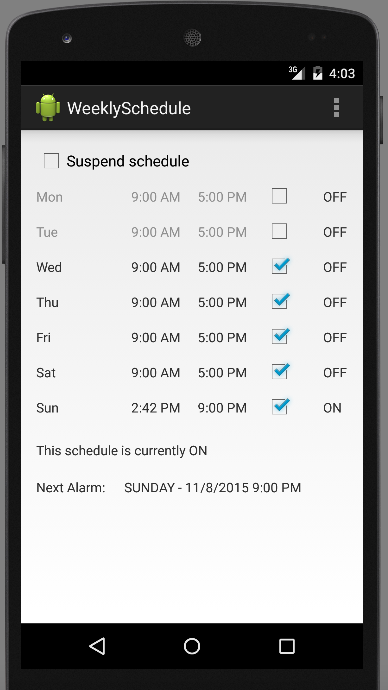 3G 4:03
WeeklySchedule
Suspend schedule
Mon 9:00 AM 5:00 PM OFF
Tue 9:00 AM 5:00 PM OFF
Wed 9:00 AM 5:00 PM OFF
Thu 9:00 AM 5:00 PM OFF
Fri 9:00 AM 5:00 PM OFF
Sat 9:00 AM 5:00 PM OFF
Sun 2:42 PM 9:00 PM ON
This schedule is currently ON
Next Alarm: SUNDAY - 11/8/2015 9:00 PM